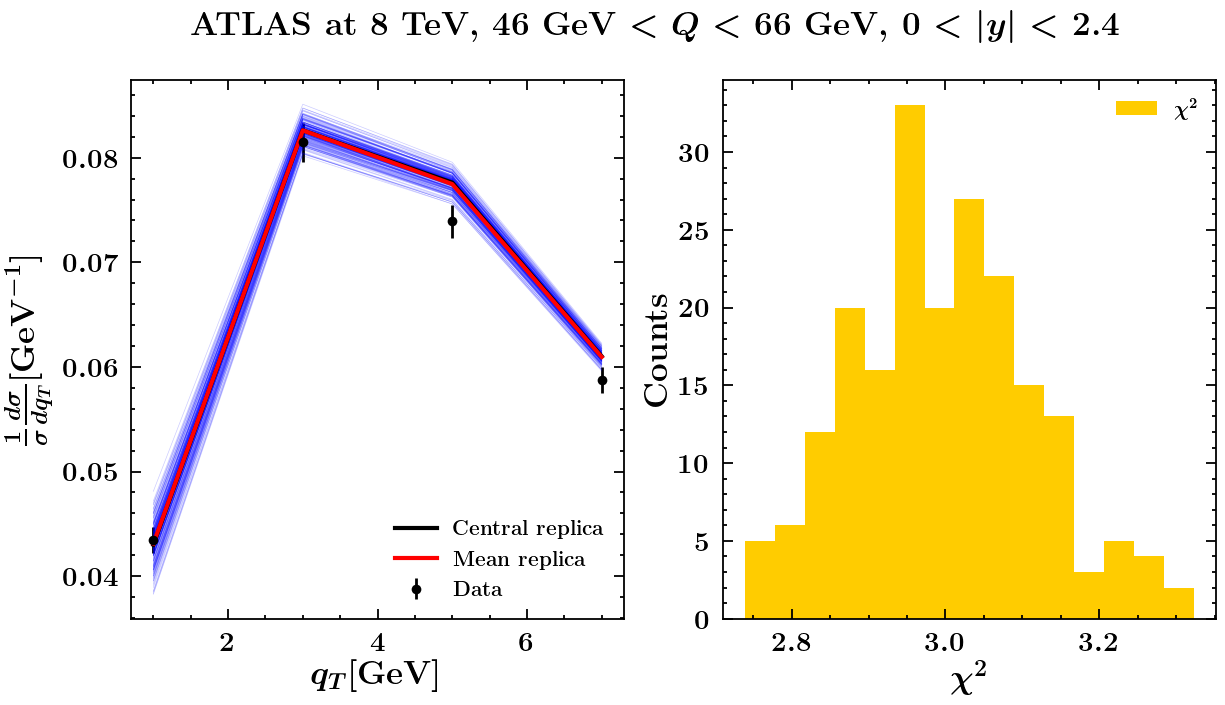 ATLAS at 8 TeV, 46 GeV < Q < 66 GeV, 0 < |y| < 2.4
1/σ dσ/dq_T [GeV⁻¹]
0.08
0.07
0.06
0.05
0.04
Central replica
Mean replica
Data
2 4 6
q_T[GeV]
Counts
30
25
20
15
10
5
0
χ²
2.8 3.0 3.2
χ²